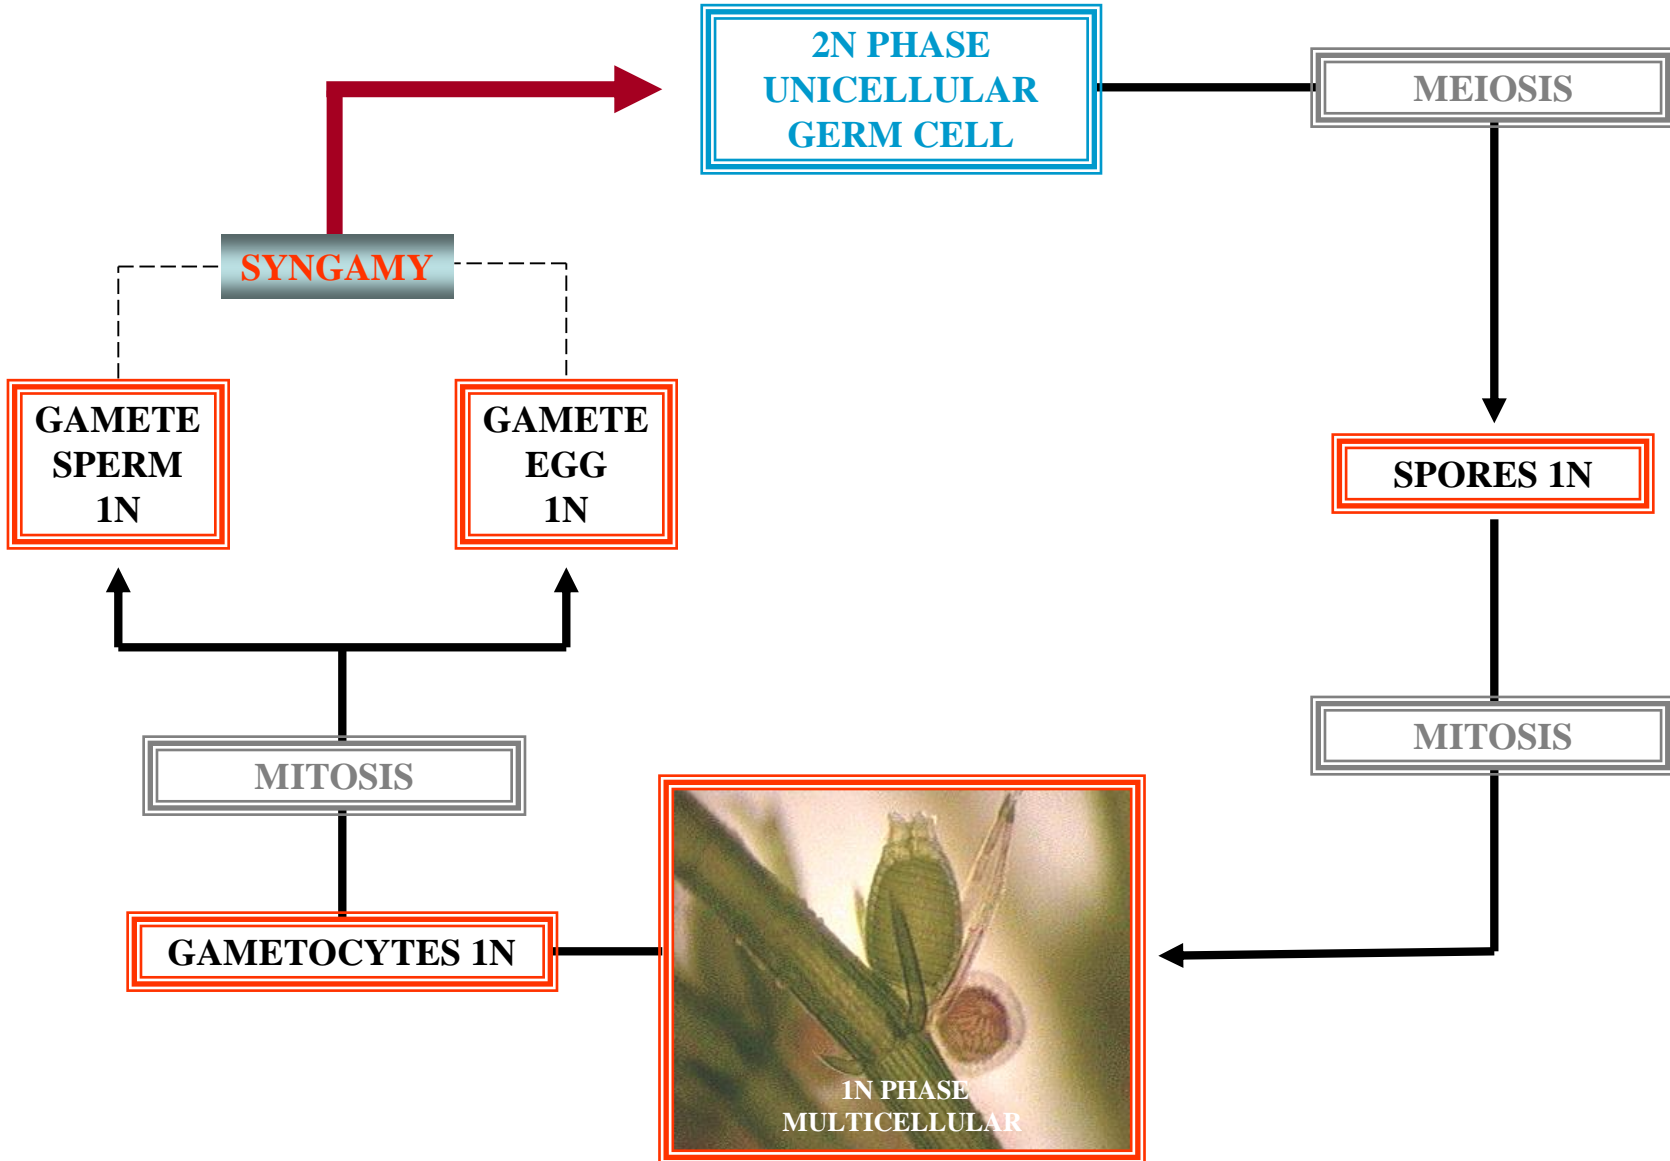 2N PHASE
UNICELLULAR
GERM CELL
MEIOSIS
SYNGAMY
GAMETE
SPERM
1N
GAMETE
EGG
1N
SPORES 1N
MITOSIS
MITOSIS
GAMETOCYTES 1N
1N PHASE
MULTICELLULAR